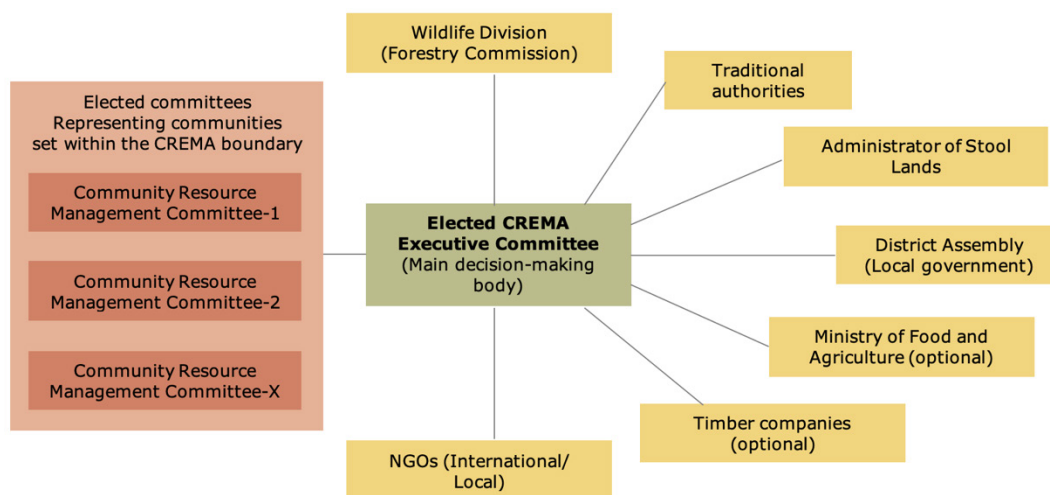 Wildlife Division
(Forestry Commission)
Traditional
authorities
Elected committees
Representing communities
set within the CREMA boundary
Administrator of Stool
Lands
Community Resource
Management Committee-1
Elected CREMA
Executive Committee
(Main decision-making
body)
District Assembly
(Local government)
Community Resource
Management Committee-2
Ministry of Food and
Agriculture (optional)
Community Resource
Management Committee-X
Timber companies
(optional)
NGOs (International/
Local)